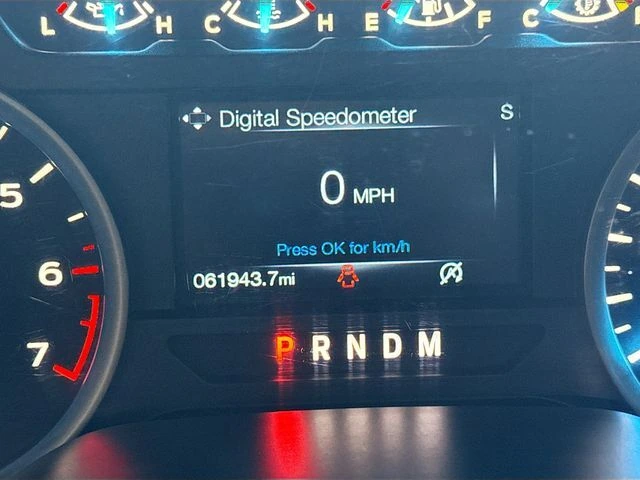 L H C H E F C
Digital Speedometer S
0 MPH
Press OK for km/h
061943.7mi
5
6
7
P R N D M